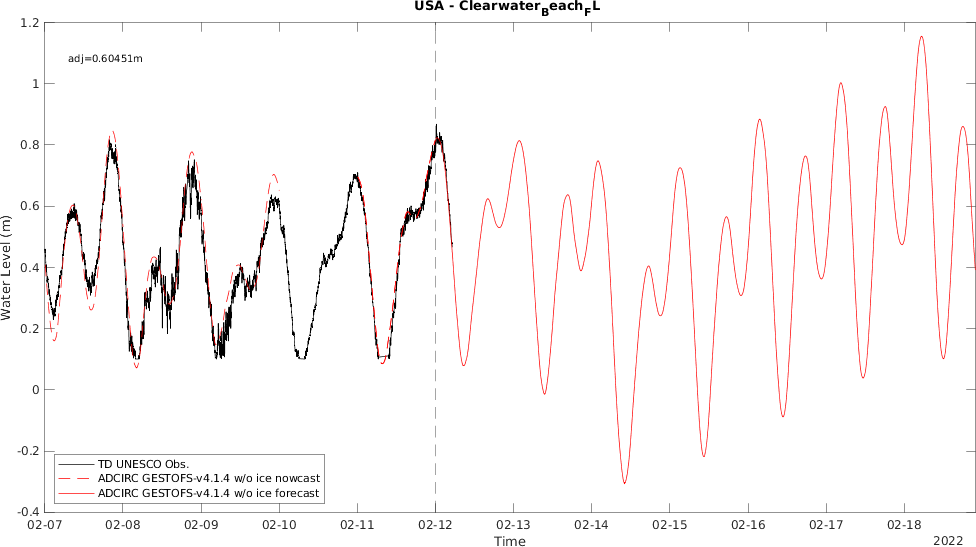 USA - Clearwater_Beach_FL
1.2
adj=0.60451m
1
0.8
0.6
0.4
0.2
0
-0.2
-0.4
Water Level (m)
TD UNESCO Obs.
ADCIRC GESTOFS-v4.1.4 w/o ice nowcast
ADCIRC GESTOFS-v4.1.4 w/o ice forecast
02-07 02-08 02-09 02-10 02-11 02-12 02-13 02-14 02-15 02-16 02-17 02-18
Time
2022